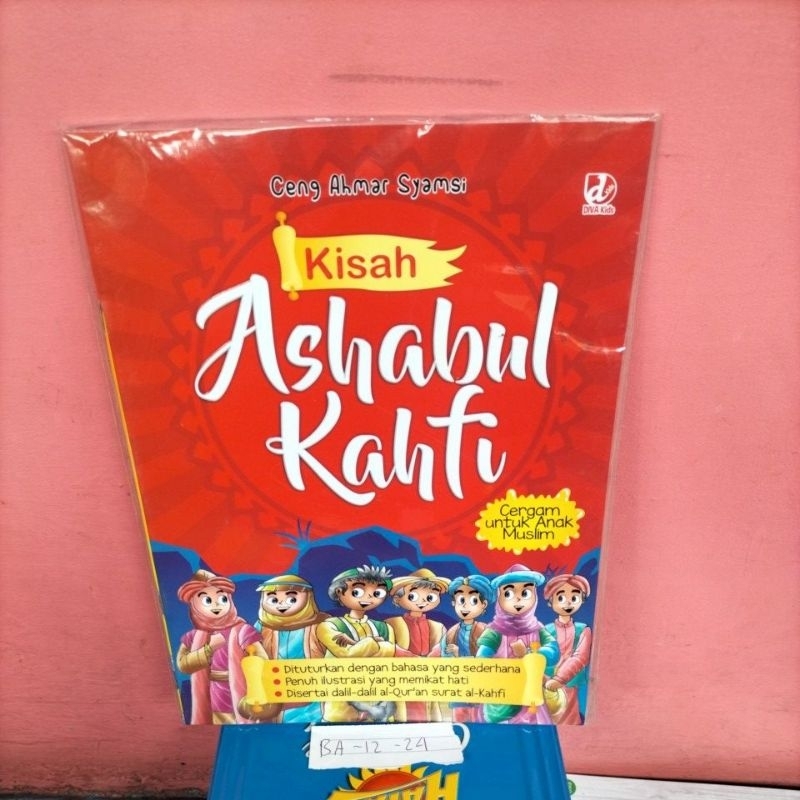 Ceng Ahmar Syamsi
d
DIVA Kids
Kisah
Ashabul
Kahfi
Cergam
untuk Anak
Muslim
• Dituturkan dengan bahasa yang sederhana
• Penuh ilustrasi yang memikat hati
• Disertai dalil-dalil al-Qur'an surat al-Kahfi
BA-12-24